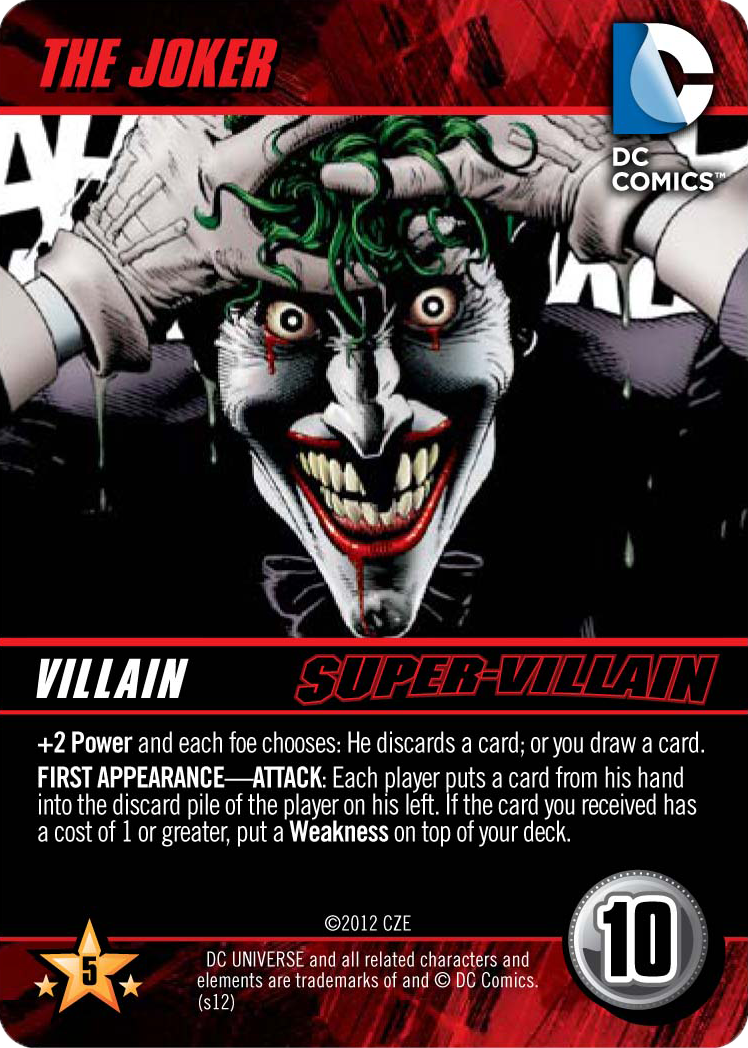 THE JOKER
DC
COMICS™
VILLAIN
SUPER-VILLAIN
+2 Power and each foe chooses: He discards a card; or you draw a card.
FIRST APPEARANCE—ATTACK: Each player puts a card from his hand
into the discard pile of the player on his left. If the card you received has
a cost of 1 or greater, put a Weakness on top of your deck.
©2012 CZE
5
10
DC UNIVERSE and all related characters and
elements are trademarks of and © DC Comics.
(s12)